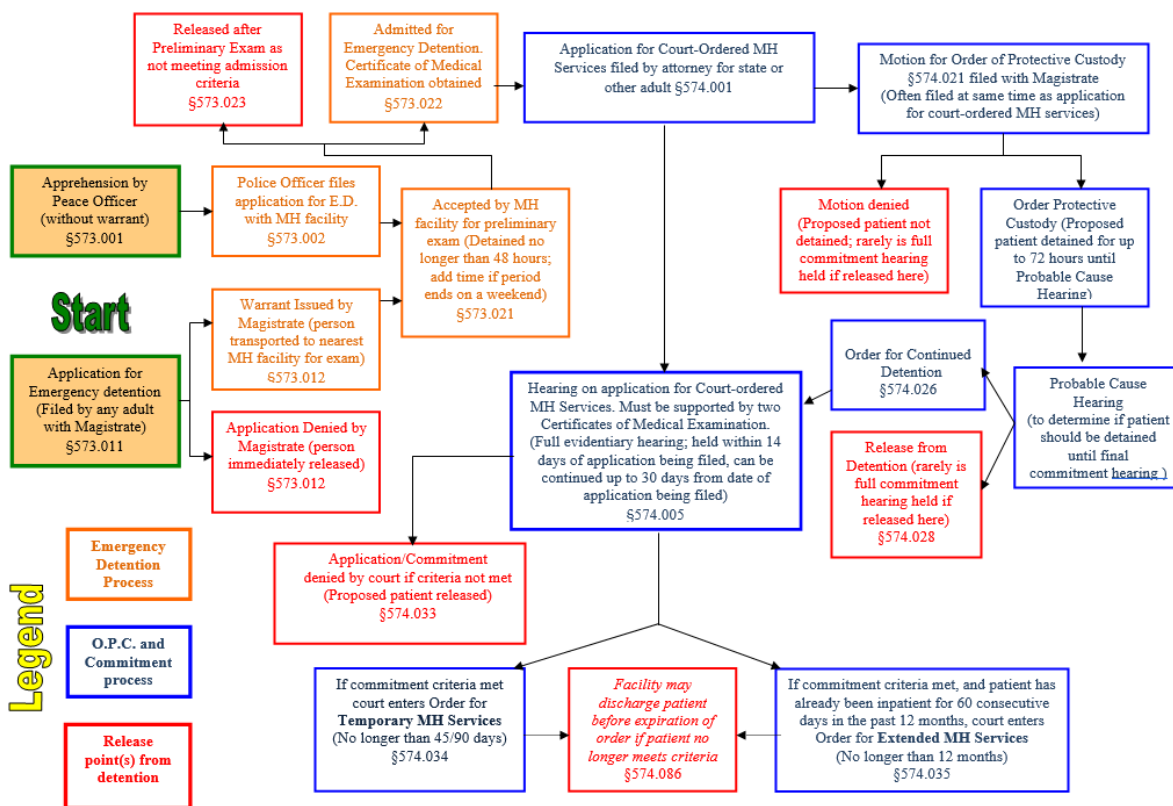 Released after
Preliminary Exam as
not meeting admission
criteria
§573.023
Admitted for
Emergency Detention.
Certificate of Medical
Examination obtained
§573.022
Application for Court-Ordered MH
Services filed by attorney for state or
other adult §574.001
Motion for Order of Protective Custody
§574.021 filed with Magistrate
(Often filed at same time as application
for court-ordered MH services)
Apprehension by
Peace Officer
(without warrant)
§573.001
Police Officer files
application for E.D.
with MH facility
§573.002
Accepted by MH
facility for preliminary
exam (Detained no
longer than 48 hours;
add time if period
ends on a weekend)
§573.021
Motion denied
(Proposed patient not
detained; rarely is full
commitment hearing
held if released here)
Order Protective
Custody (Proposed
patient detained for up
to 72 hours until
Probable Cause
Hearing)
Start
Warrant Issued by
Magistrate (person
transported to nearest
MH facility for exam)
§573.012
Application for
Emergency detention
(Filed by any adult
with Magistrate)
§573.011
Application Denied by
Magistrate (person
immediately released)
§573.012
Hearing on application for Court-ordered
MH Services. Must be supported by two
Certificates of Medical Examination.
(Full evidentiary hearing; held within 14
days of application being filed, can be
continued up to 30 days from date of
application being filed)
§574.005
Order for Continued
Detention
§574.026
Probable Cause
Hearing
(to determine if patient
should be detained
until final
commitment hearing )
Release from
Detention (rarely is
full commitment
hearing held if
released here)
§574.028
Application/Commitment
denied by court if criteria not met
(Proposed patient released)
§574.033
Legend
Emergency
Detention
Process
O.P.C. and
Commitment
process
Release
point(s) from
detention
If commitment criteria met
court enters Order for
Temporary MH Services
(No longer than 45/90 days)
§574.034
Facility may
discharge patient
before expiration of
order if patient no
longer meets criteria
§574.086
If commitment criteria met, and patient has
already been inpatient for 60 consecutive
days in the past 12 months, court enters
Order for Extended MH Services
(No longer than 12 months)
§574.035